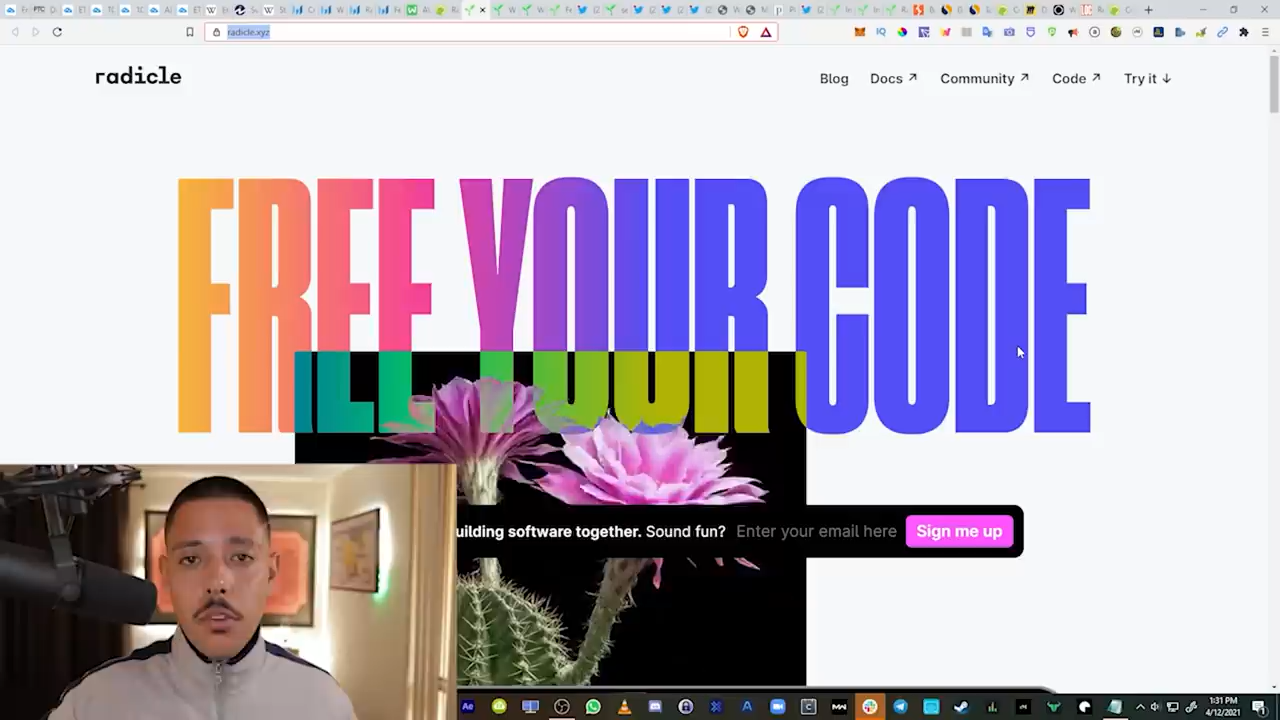 radicle.xyz
radicle
Blog
Docs ↗
Community ↗
Code ↗
Try it ↓
FREE YOUR CODE
uilding software together. Sound fun?
Enter your email here
Sign me up
1:31 PM
4/12/2021